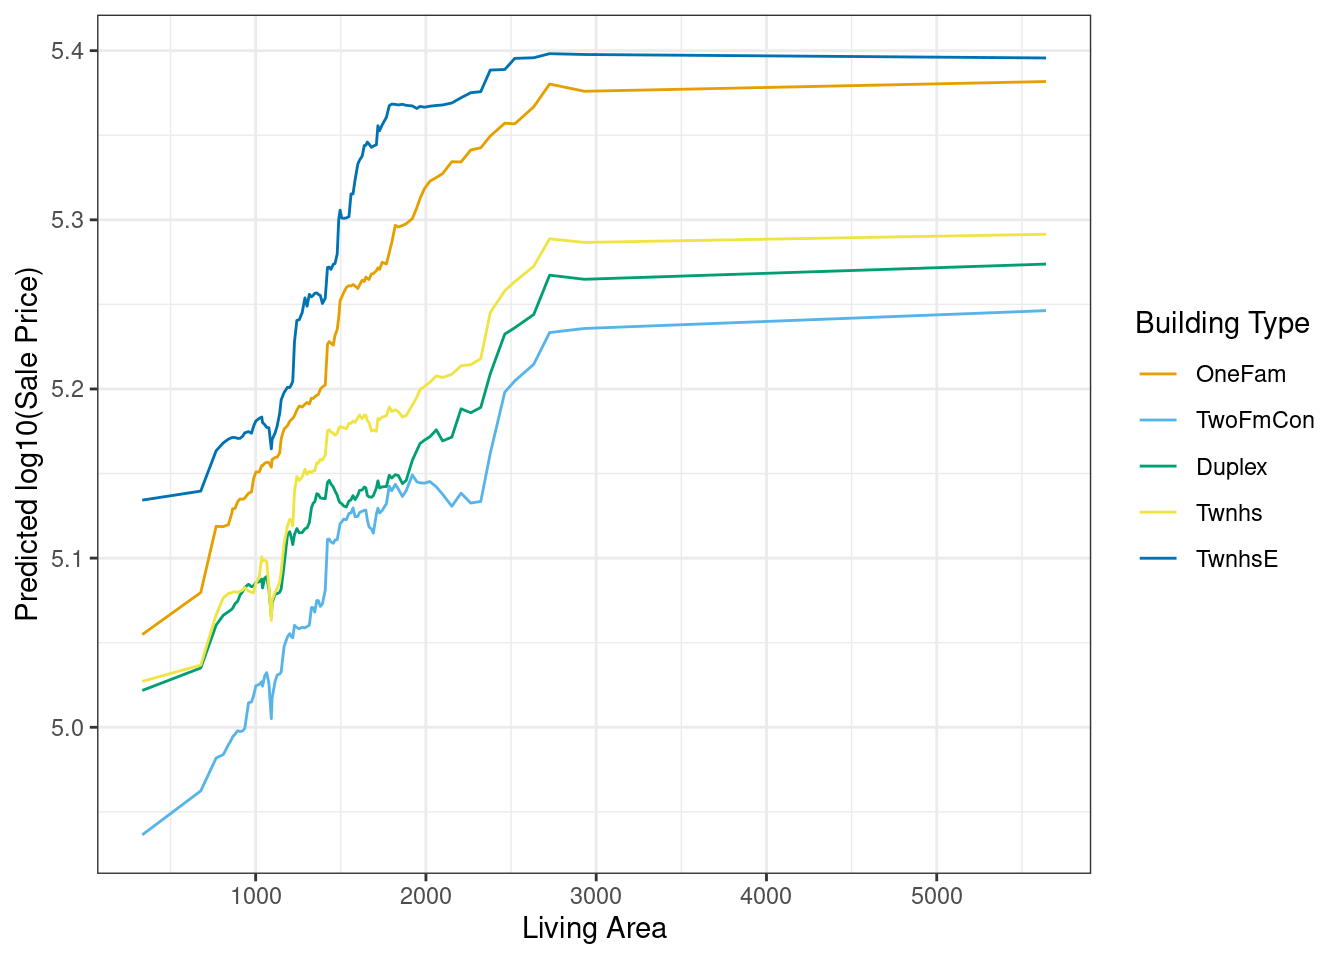 5.4
5.3
5.2
5.1
5.0
Predicted log10(Sale Price)
1000 2000 3000 4000 5000
Living Area
Building Type
OneFam
TwoFmCon
Duplex
Twnhs
TwnhsE